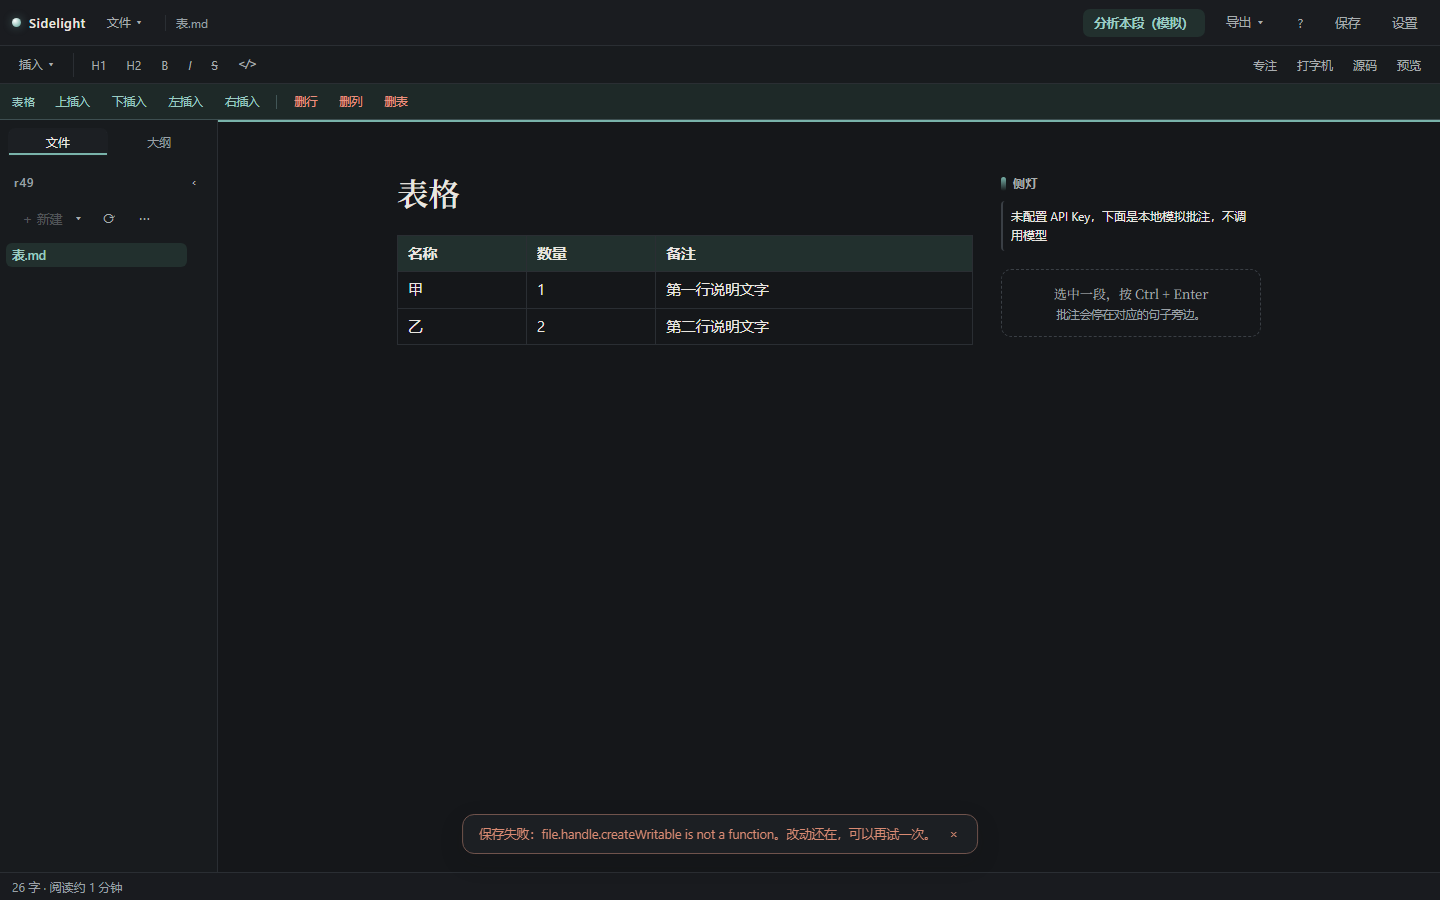 Sidelight 文件 表.md 分析本段（模拟） 导出 ? 保存 设置
插入 H1 H2 B I S </> 专注 打字机 源码 预览
表格 上插入 下插入 左插入 右插入 删行 删列 删表
文件 大纲
r49 ‹
+ 新建 ···
表.md
表格
名称 数量 备注
甲 1 第一行说明文字
乙 2 第二行说明文字
侧灯
未配置 API Key，下面是本地模拟批注，不调
用模型
选中一段，按 Ctrl + Enter
批注会停在对应的句子旁边。
保存失败：file.handle.createWritable is not a function。改动还在，可以再试一次。 ×
26 字 · 阅读约 1 分钟